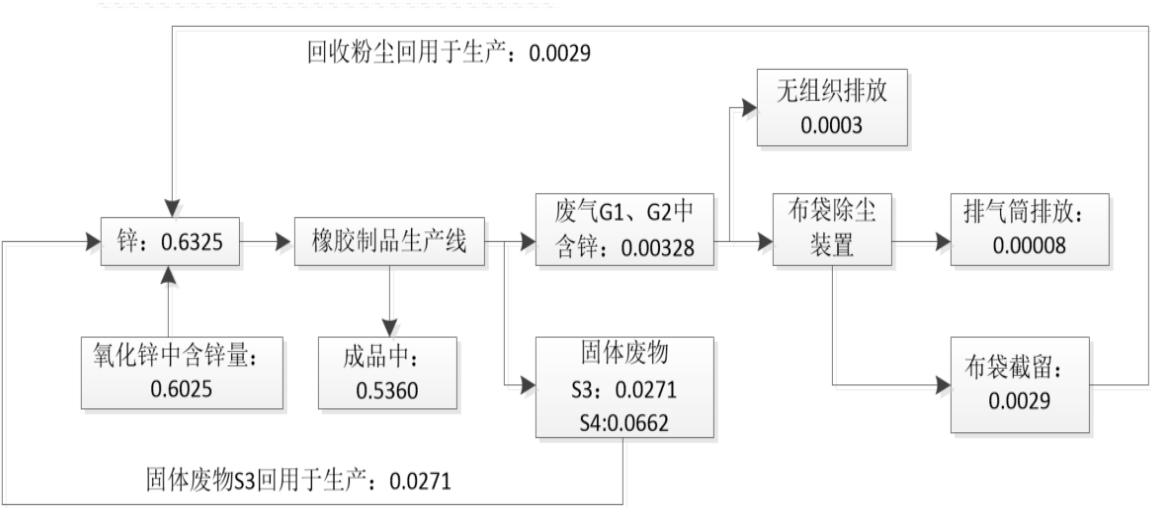 回收粉尘回用于生产：0.0029
无组织排放
0.0003
锌：0.6325
橡胶制品生产线
废气G1、G2中
含锌：0.00328
布袋除尘
装置
排气筒排放：
0.00008
氧化锌中含锌量：
0.6025
成品中：
0.5360
固体废物
S3：0.0271
S4:0.0662
布袋截留：
0.0029
固体废物S3回用于生产：0.0271